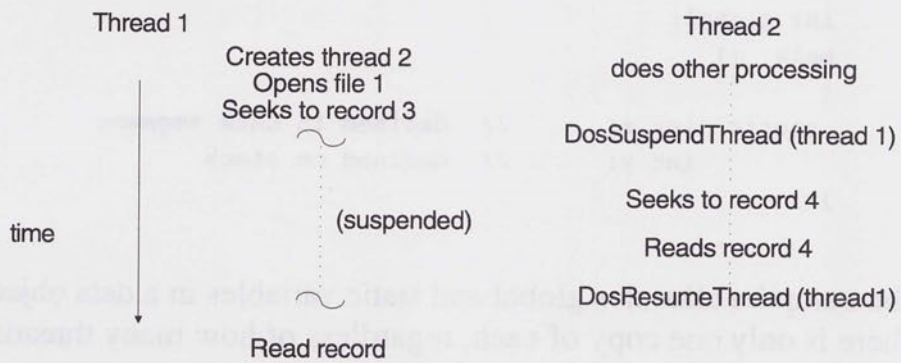 Thread 1
Thread 2
Creates thread 2
Opens file 1
Seeks to record 3
does other processing
DosSuspendThread (thread 1)
Seeks to record 4
(suspended)
time
Reads record 4
DosResumeThread (thread1)
Read record